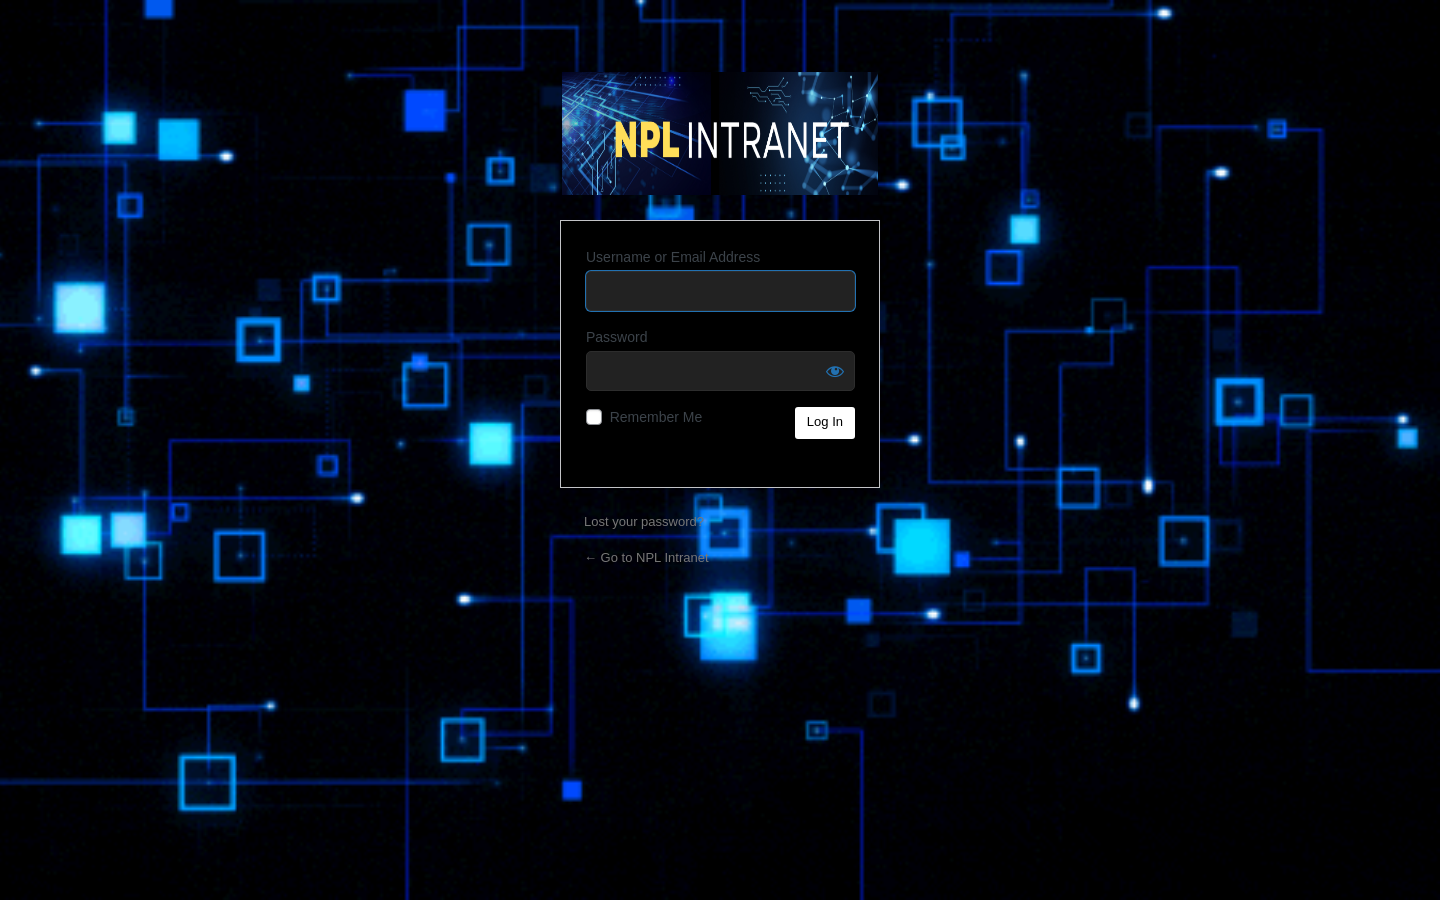 NPL INTRANET
Username or Email Address
Password
Remember Me
Log In
Lost your password?
← Go to NPL Intranet